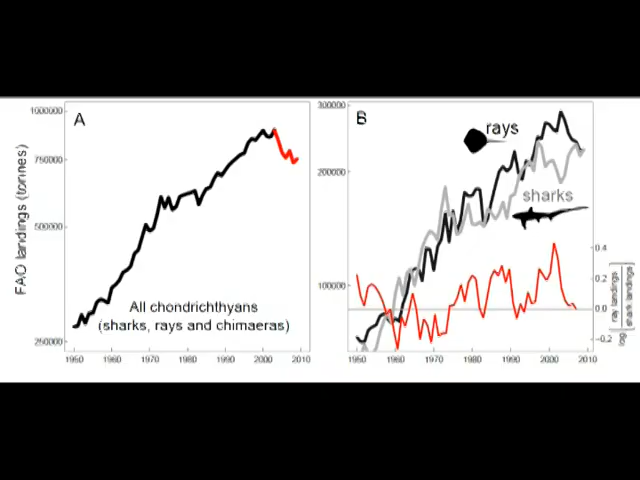 A
1000000
750000
500000
250000
FAO landings (tonnes)
All chondrichthyans
(sharks, rays and chimaeras)
1950 1960 1970 1980 1990 2000 2010
B
300000
200000
100000
rays
sharks
0.4
0.2
0.0
-0.2
log [ray landings / shark landings]
1950 1960 1970 1980 1990 2000 2010